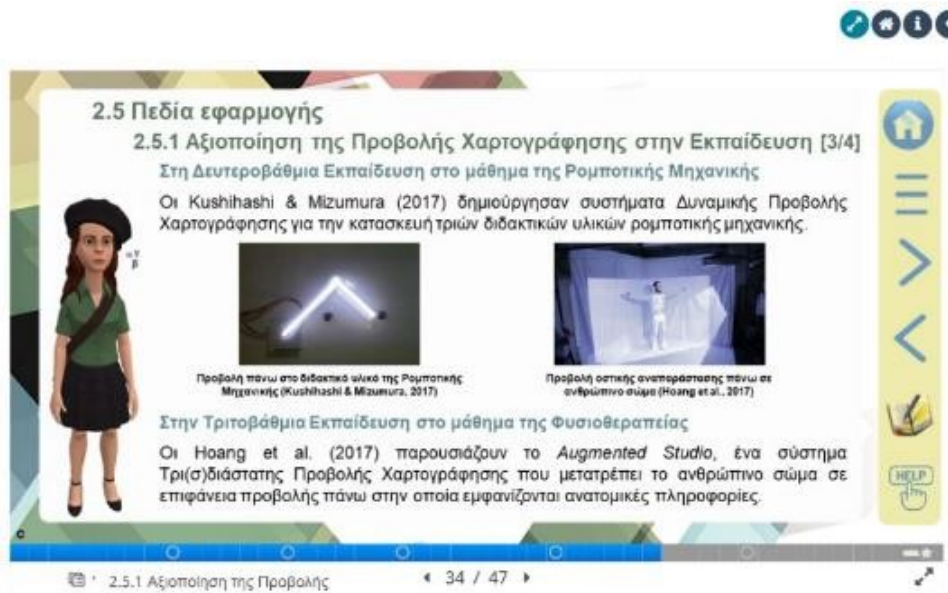 2.5 Πεδία εφαρμογής
2.5.1 Αξιοποίηση της Προβολής Χαρτογράφησης στην Εκπαίδευση [3/4]
Στη Δευτεροβάθμια Εκπαίδευση στο μάθημα της Ρομποτικής Μηχανικής
Οι Kushihashi & Mizumura (2017) δημιούργησαν συστήματα Δυναμικής Προβολής
Χαρτογράφησης για την κατασκευή τριών διδακτικών υλικών ρομποτικής μηχανικής.
Προβολή πάνω στο διδακτικό υλικό της Ρομποτικής
Μηχανικής (Kushihashi & Mizumura, 2017)
Προβολή οστικής αναπαράστασης πάνω σε
ανθρώπινο σώμα (Hoang et al., 2017)
Στην Τριτοβάθμια Εκπαίδευση στο μάθημα της Φυσιοθεραπείας
Οι Hoang et al. (2017) παρουσιάζουν το Augmented Studio, ένα σύστημα
Τρι(σ)διάστατης Προβολής Χαρτογράφησης που μετατρέπει το ανθρώπινο σώμα σε
επιφάνεια προβολής πάνω στην οποία εμφανίζονται ανατομικές πληροφορίες.
HELP
2.5.1 Αξιοποίηση της Προβολής
34 / 47